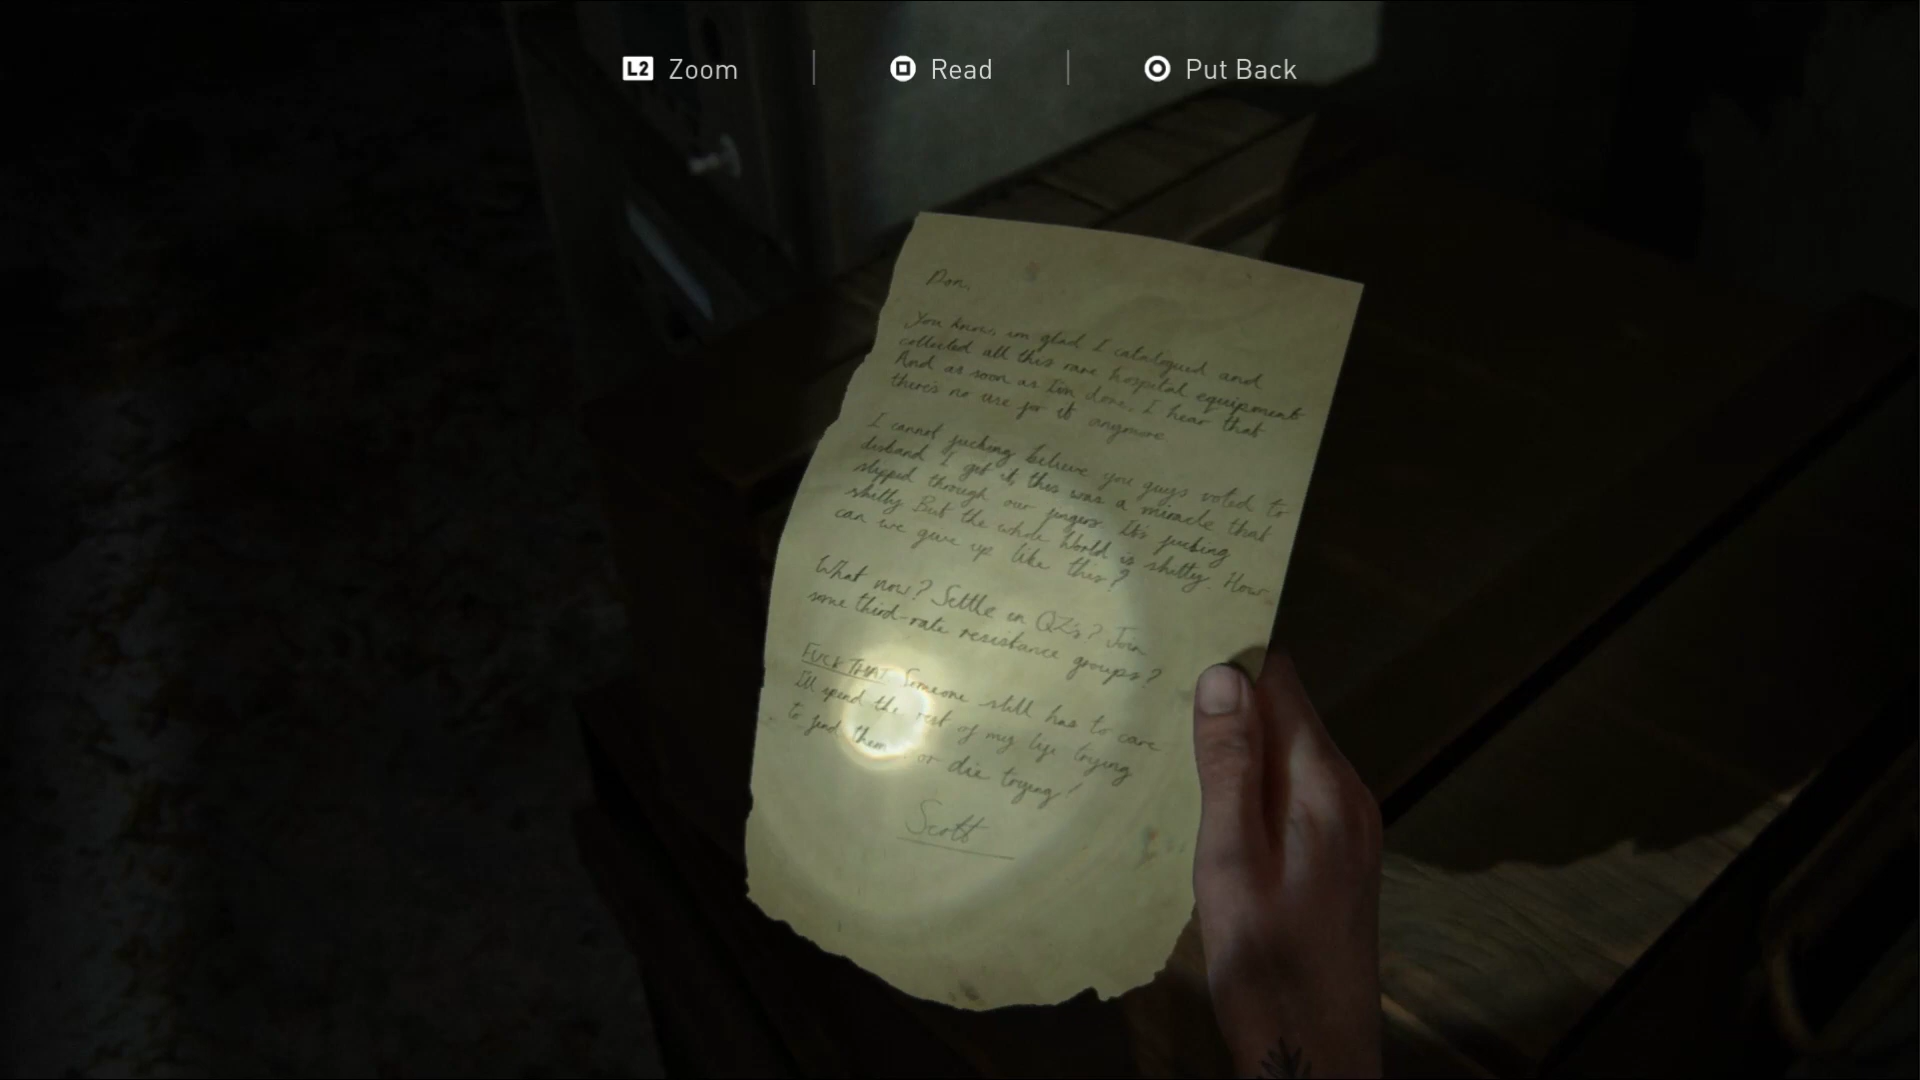 L2 Zoom | Read | Put Back
Don,
You know, im glad I catalogued and
collected all this rare hospital equipment
And as soon as I'm done, I hear that
there's no use for it anymore
I cannot fucking believe you guys voted to
disband I get it, this was a miracle that
slipped through our fingers. It's fucking
shitty But the whole World is shitty. How
can we give up like this?
What now? Settle in QZ's? Join
some third-rate resistance groups?
FUCK THAT Someone still has to care
I'll spend the rest of my life trying
to find them. or die trying!
Scott